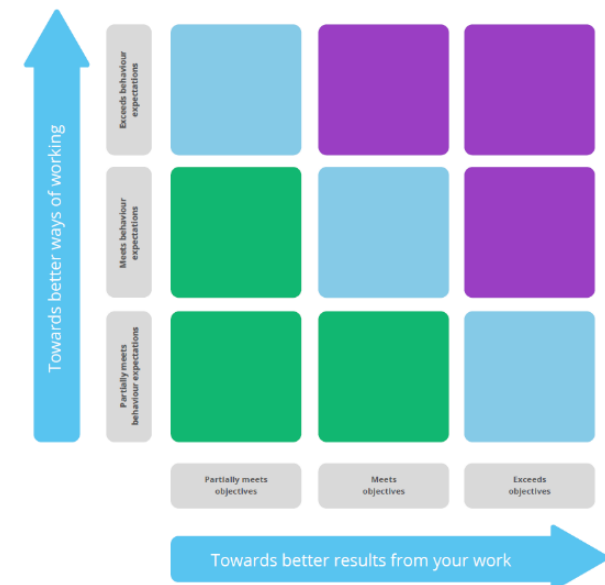 Towards better ways of working
Exceeds behaviour
expectations
Meets behaviour
expectations
Partially meets
behaviour expectations
Partially meets
objectives
Meets
objectives
Exceeds
objectives
Towards better results from your work